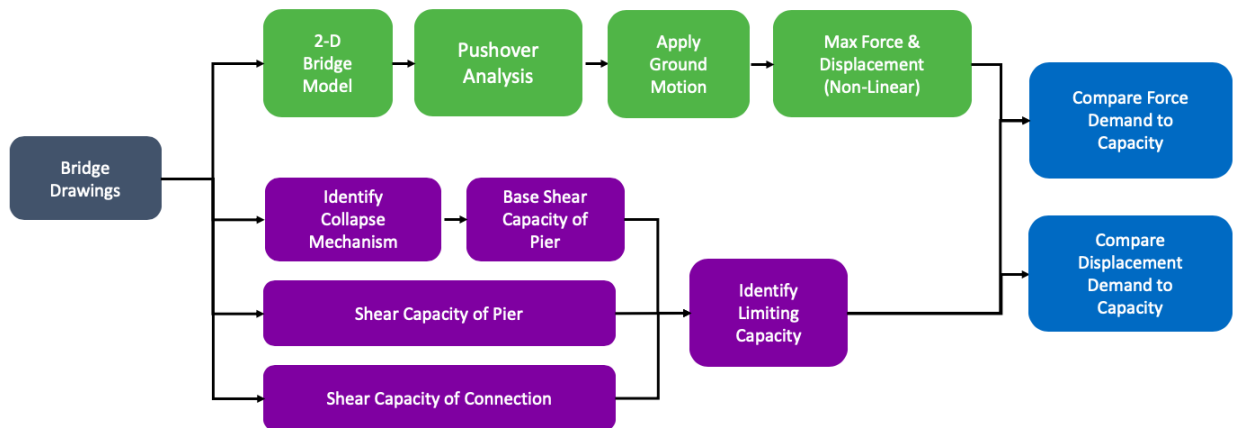 2-D
Bridge
Model
Pushover
Analysis
Apply
Ground
Motion
Max Force &
Displacement
(Non-Linear)
Compare Force
Demand to
Capacity
Bridge
Drawings
Identify
Collapse
Mechanism
Base Shear
Capacity of
Pier
Compare
Displacement
Demand to
Capacity
Identify
Limiting
Capacity
Shear Capacity of Pier
Shear Capacity of Connection